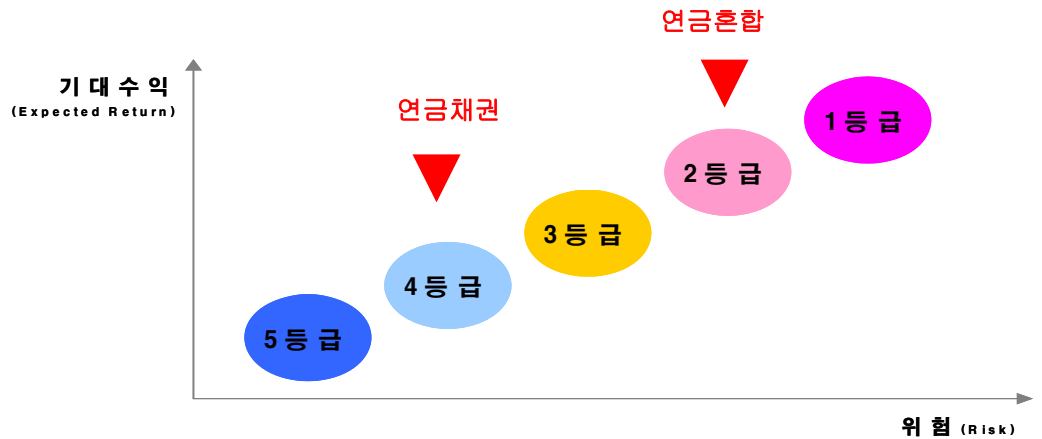 연금혼합
기대수익
(Expected Return)
연금채권
1등급
2등급
3등급
4등급
5등급
위험 (Risk)